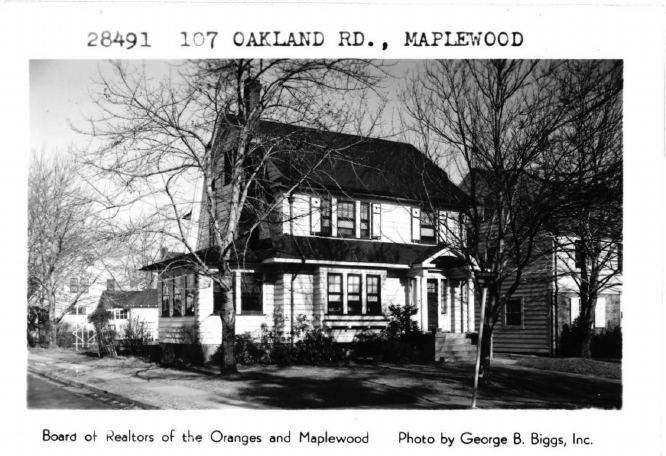 28491 107 OAKLAND RD., MAPLEWOOD
Board of Realtors of the Oranges and Maplewood Photo by George B. Biggs, Inc.